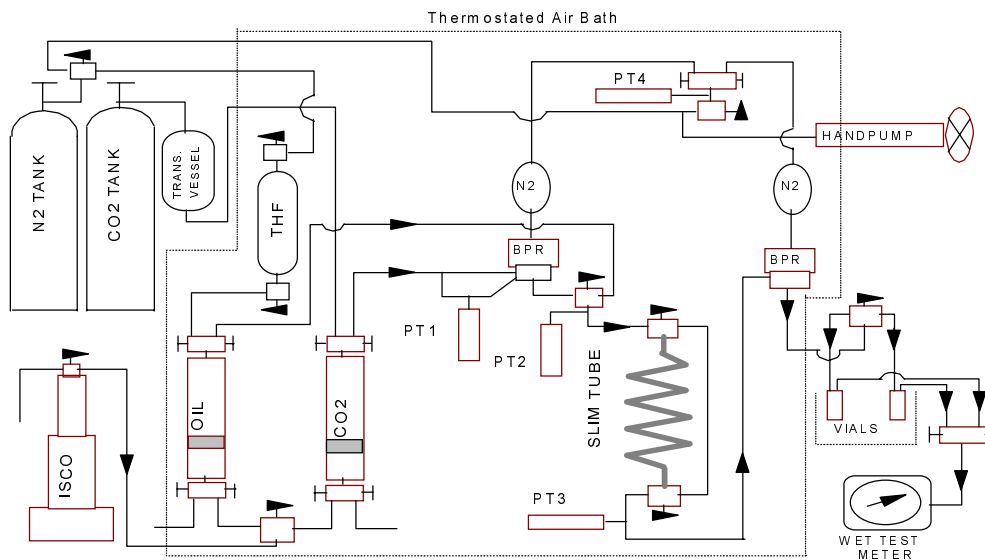 Thermostated Air Bath
PT4
HANDPUMP
N2 TANK
CO2 TANK
TRANS.
VESSEL
THF
N2
N2
BPR
BPR
PT1
PT2
SLIM TUBE
OIL
CO2
ISCO
PT3
VIALS
WET TEST
METER